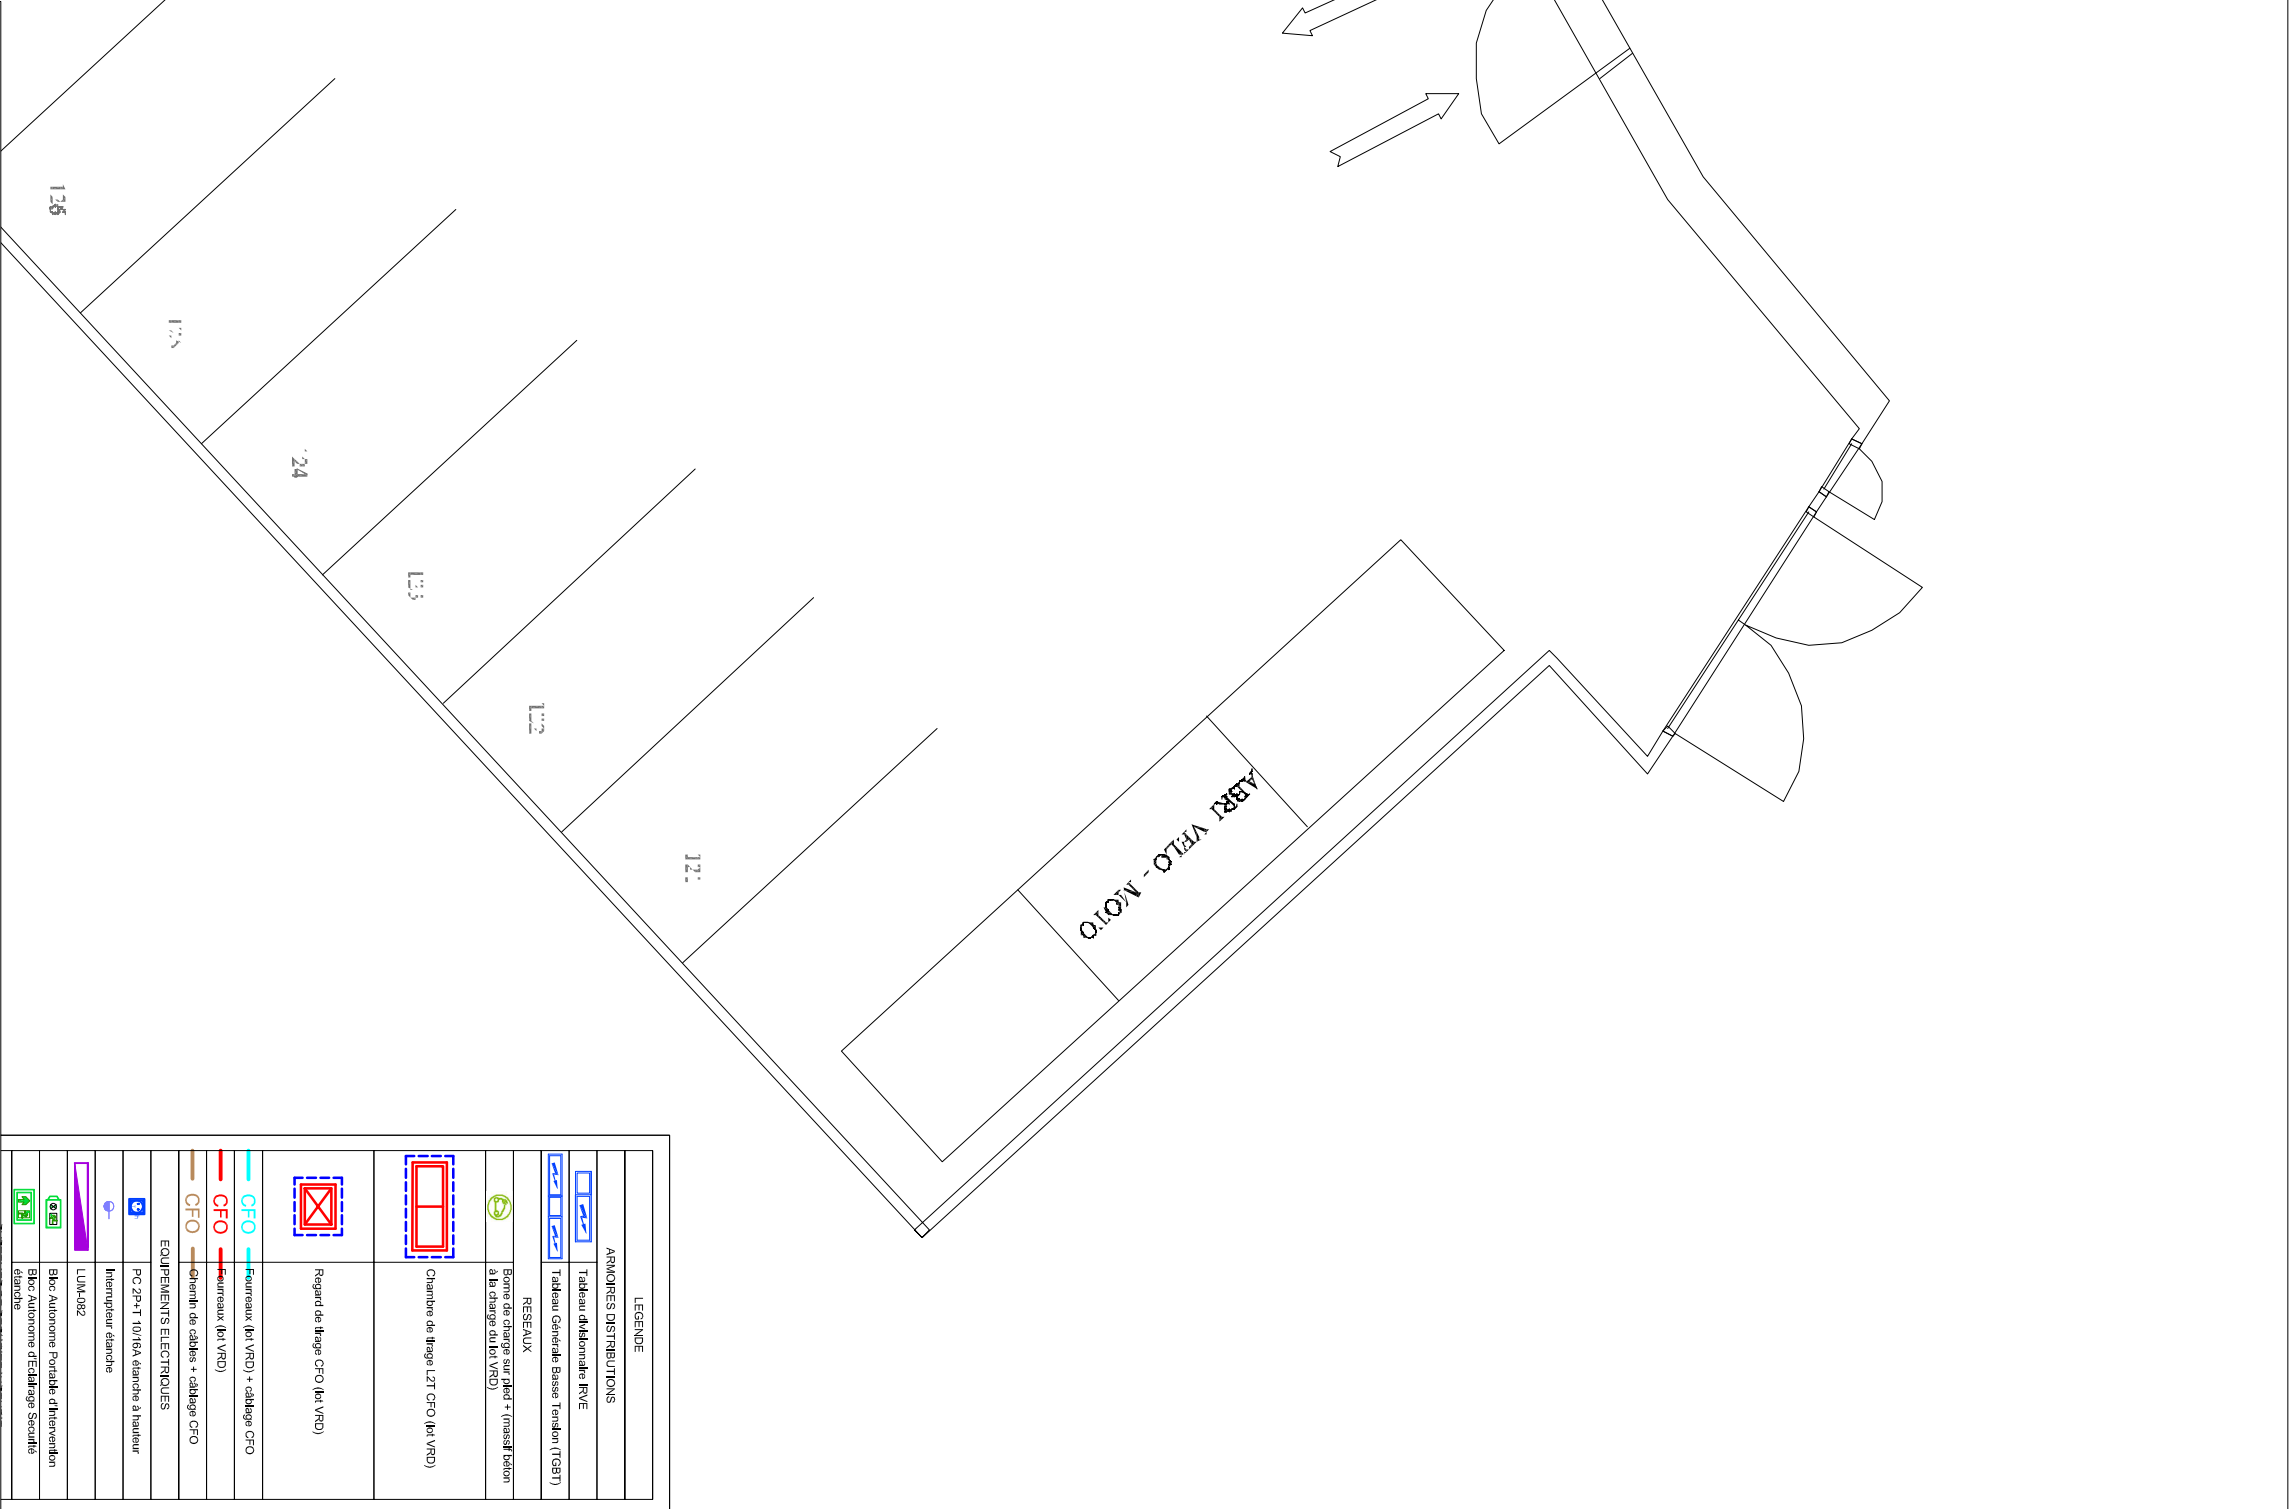 126
124
122
121
ABRI VELO - MOTO
LEGENDE
ARMOIRES DISTRIBUTIONS
Tableau divisionnaire IRVE
Tableau Générale Basse Tension (TGBT)
RESEAUX
Borne de charge sur pied + (massif béton
à la charge du lot VRD)
Chambre de tirage L2T CFO (lot VRD)
Regard de tirage CFO (lot VRD)
CFO Fourreaux (lot VRD) + câblage CFO
CFO Fourreaux (lot VRD)
CFO Chemin de câbles + câblage CFO
EQUIPEMENTS ELECTRIQUES
PC 2P+T 10/16A étanche à hauteur
Interrupteur étanche
LUM-082
Bloc Autonome Portable d'Intervention
Bloc Autonome d'Eclairage Securité
étanche